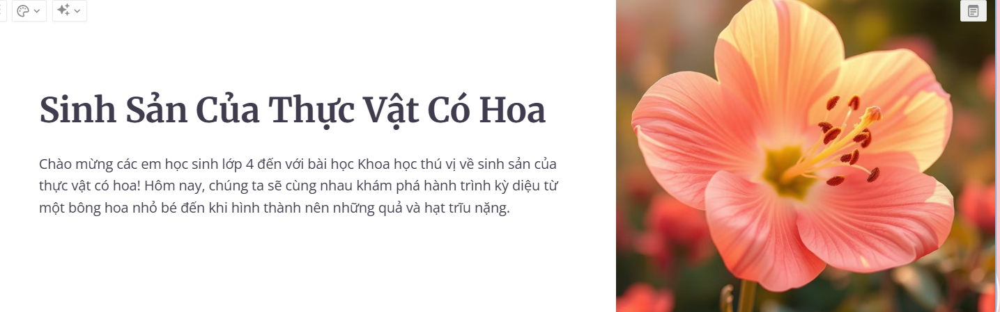 Sinh Sản Của Thực Vật Có Hoa
Chào mừng các em học sinh lớp 4 đến với bài học Khoa học thú vị về sinh sản của
thực vật có hoa! Hôm nay, chúng ta sẽ cùng nhau khám phá hành trình kỳ diệu từ
một bông hoa nhỏ bé đến khi hình thành nên những quả và hạt trĩu nặng.